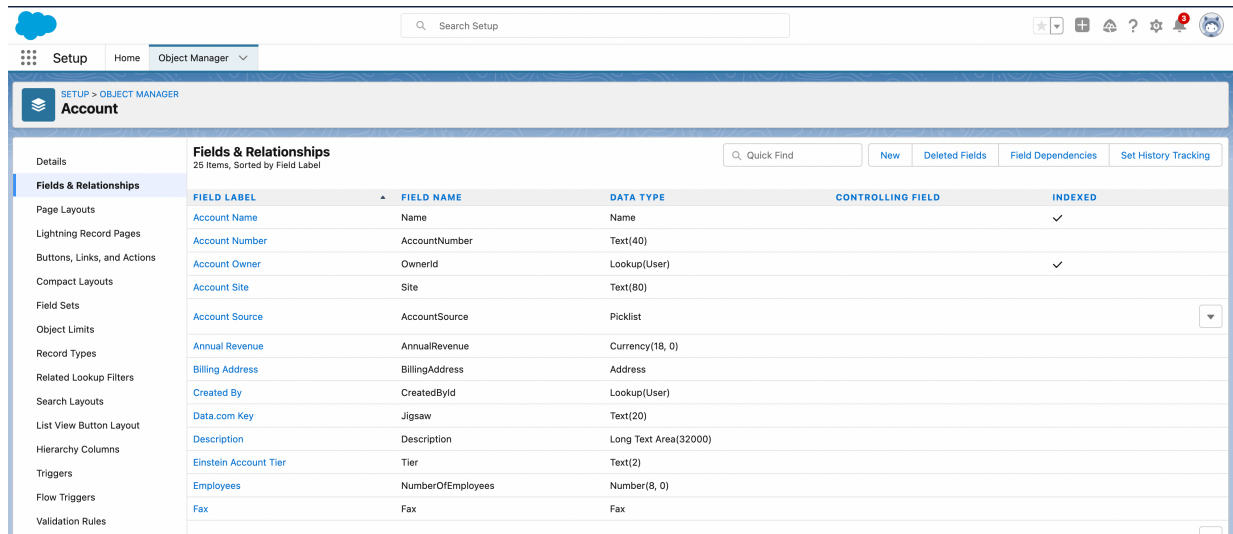 Search Setup
3
Setup
Home
Object Manager
SETUP > OBJECT MANAGER
Account
Details
Fields & Relationships
Page Layouts
Lightning Record Pages
Buttons, Links, and Actions
Compact Layouts
Field Sets
Object Limits
Record Types
Related Lookup Filters
Search Layouts
List View Button Layout
Hierarchy Columns
Triggers
Flow Triggers
Validation Rules
Fields & Relationships
25 Items, Sorted by Field Label
Quick Find
New
Deleted Fields
Field Dependencies
Set History Tracking
FIELD LABEL FIELD NAME DATA TYPE CONTROLLING FIELD INDEXED
Account Name Name Name
Account Number AccountNumber Text(40)
Account Owner OwnerId Lookup(User)
Account Site Site Text(80)
Account Source AccountSource Picklist
Annual Revenue AnnualRevenue Currency(18, 0)
Billing Address BillingAddress Address
Created By CreatedById Lookup(User)
Data.com Key Jigsaw Text(20)
Description Description Long Text Area(32000)
Einstein Account Tier Tier Text(2)
Employees NumberOfEmployees Number(8, 0)
Fax Fax Fax